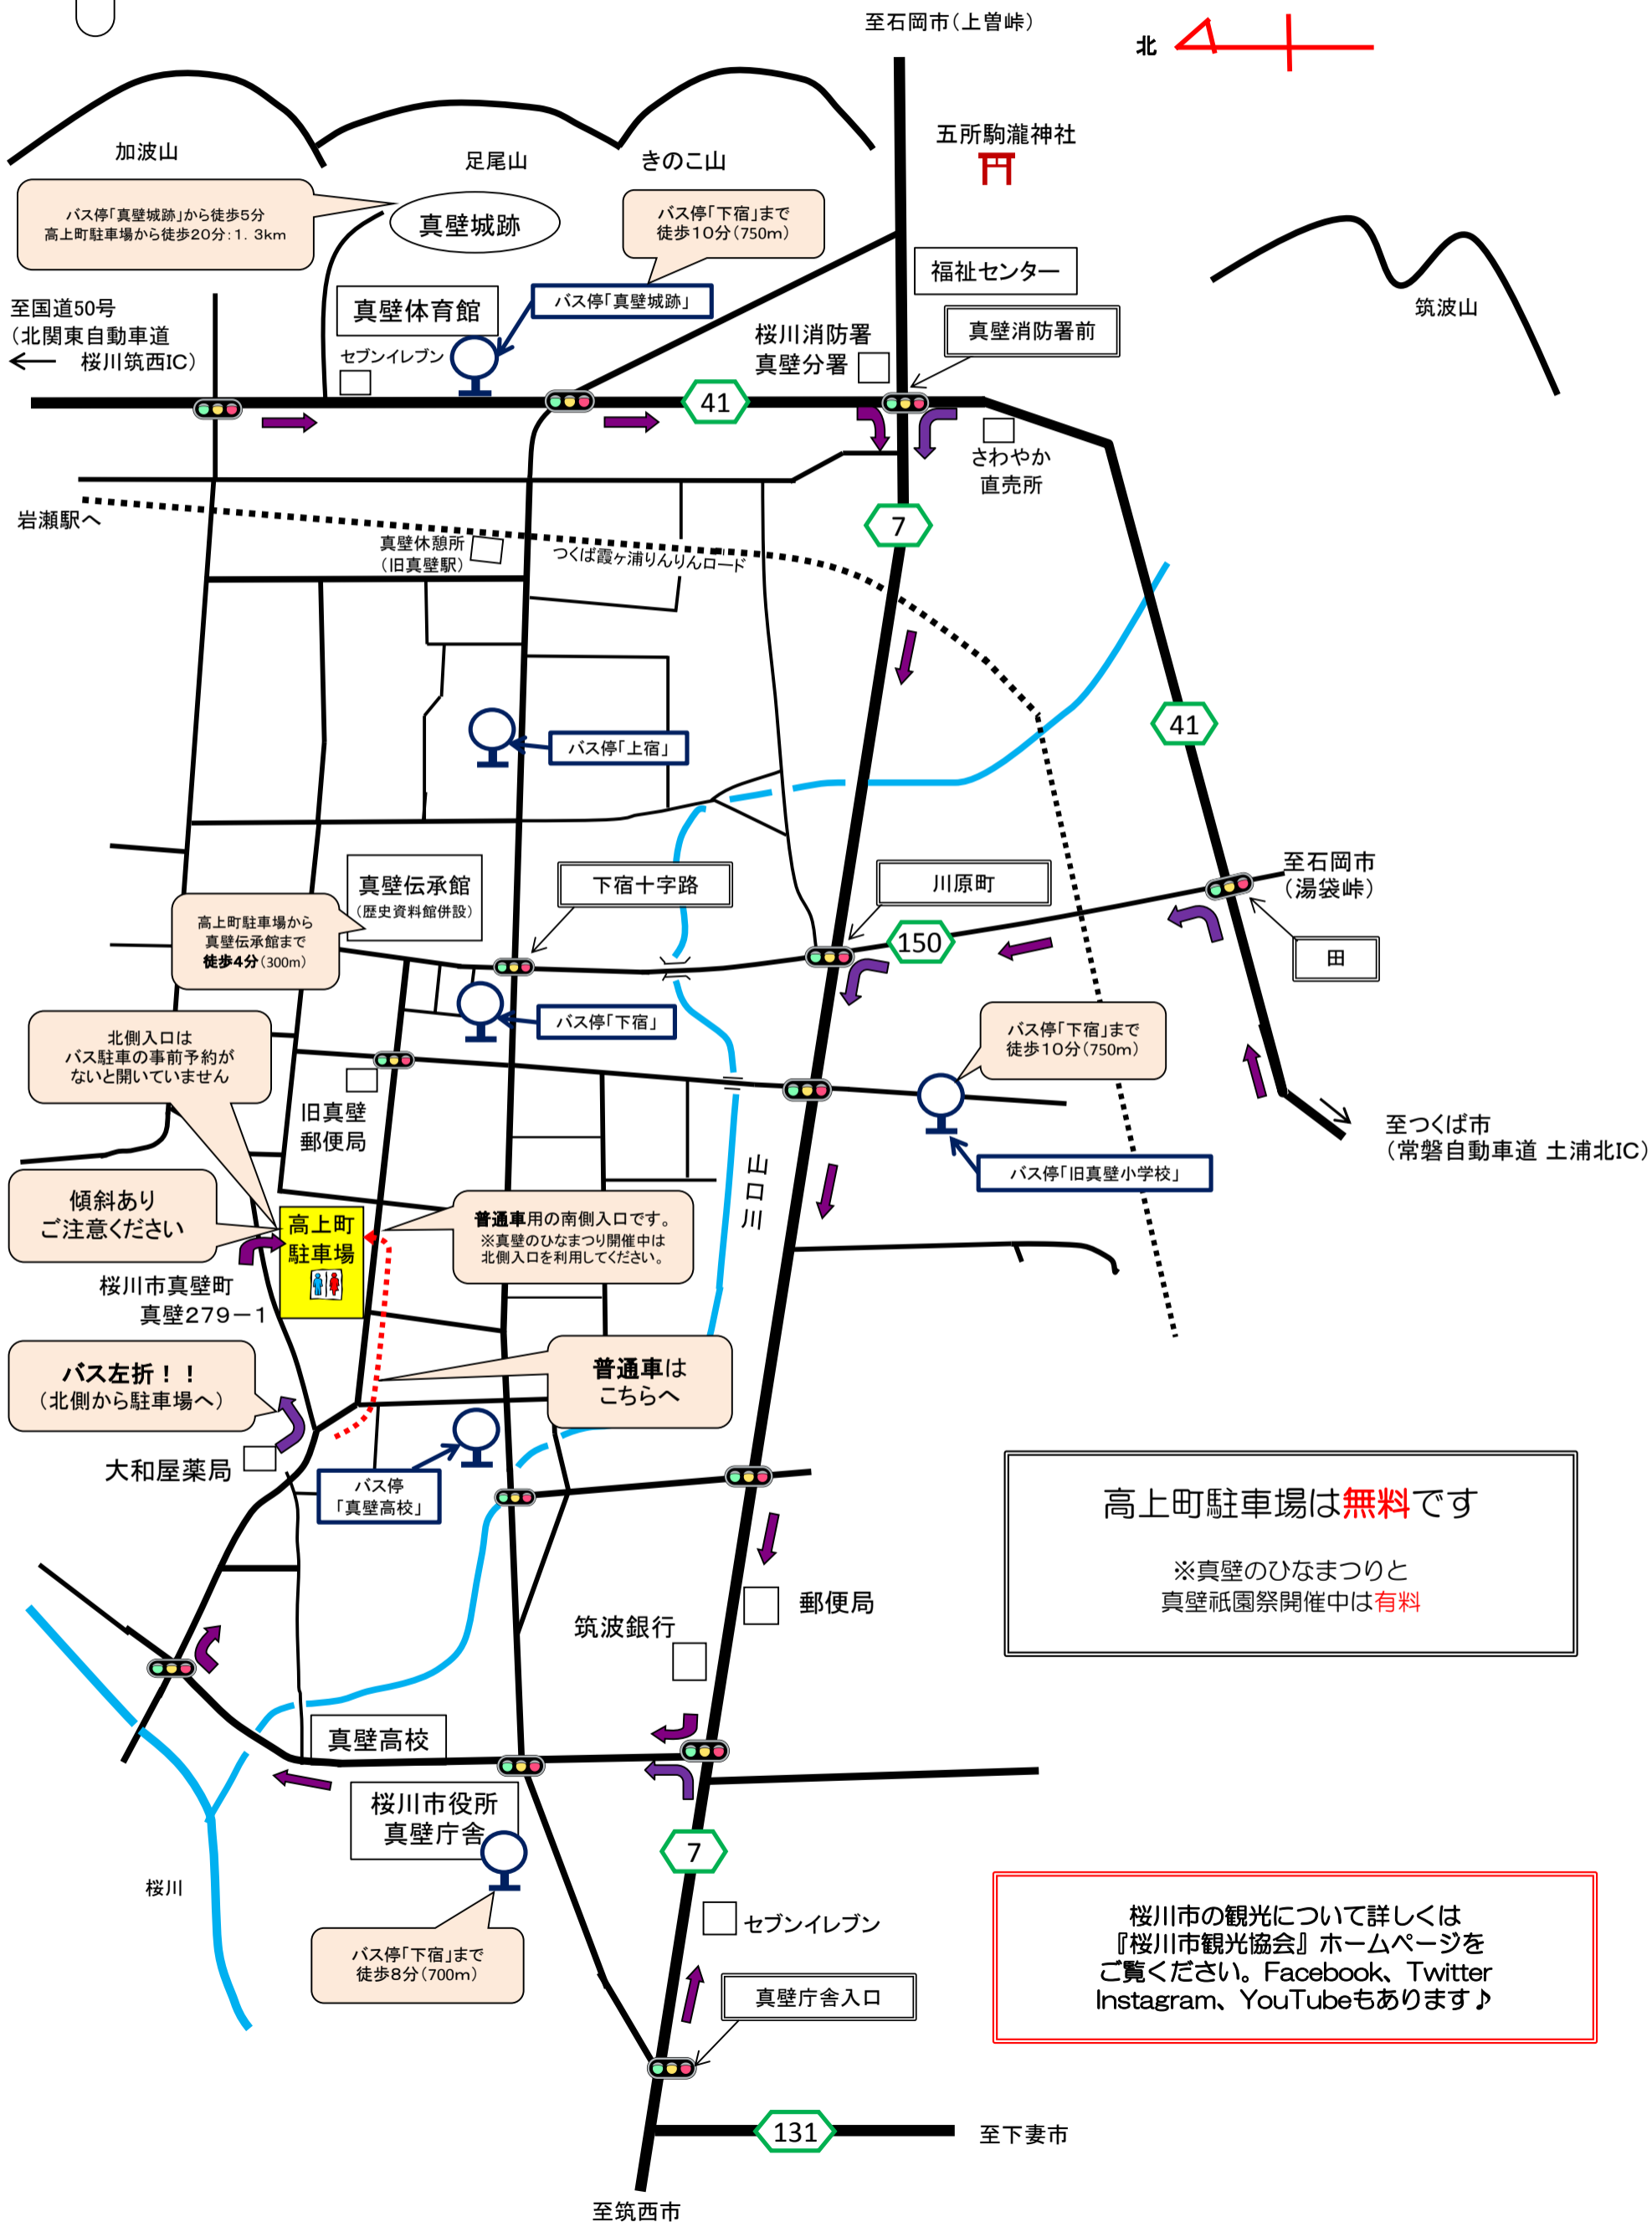 至石岡市(上曽峠)
北
五所駒瀧神社
加波山
足尾山
きのこ山
バス停「真壁城跡」から徒歩5分
高上町駐車場から徒歩20分:1.3km
真壁城跡
バス停「下宿」まで
徒歩10分(750m)
筑波山
福祉センター
至国道50号
(北関東自動車道
桜川筑西IC)
真壁体育館
バス停「真壁城跡」
セブンイレブン
桜川消防署
真壁分署
真壁消防署前
41
さわやか
直売所
岩瀬駅へ
7
真壁休憩所
(旧真壁駅)
つくば霞ヶ浦りんりんロード
41
バス停「上宿」
真壁伝承館
(歴史資料館併設)
下宿十字路
川原町
至石岡市
(湯袋峠)
高上町駐車場から
真壁伝承館まで
徒歩4分(300m)
150
田
バス停「下宿」
北側入口は
バス駐車の事前予約が
ないと開いていません
バス停「下宿」まで
徒歩10分(750m)
旧真壁
郵便局
至つくば市
(常磐自動車道 土浦北IC)
バス停「旧真壁小学校」
山口川
傾斜あり
ご注意ください
高上町
駐車場
普通車用の南側入口です。
※真壁のひなまつり開催中は
北側入口を利用してください。
桜川市真壁町
真壁279-1
バス左折!!
(北側から駐車場へ)
普通車は
こちらへ
大和屋薬局
バス停
「真壁高校」
高上町駐車場は無料です
※真壁のひなまつりと
真壁祇園祭開催中は有料
郵便局
筑波銀行
真壁高校
桜川市役所
真壁庁舎
7
桜川
セブンイレブン
バス停「下宿」まで
徒歩8分(700m)
真壁庁舎入口
桜川市の観光について詳しくは
『桜川市観光協会』ホームページを
ご覧ください。Facebook、Twitter
Instagram、YouTubeもあります♪
131
至下妻市
至筑西市